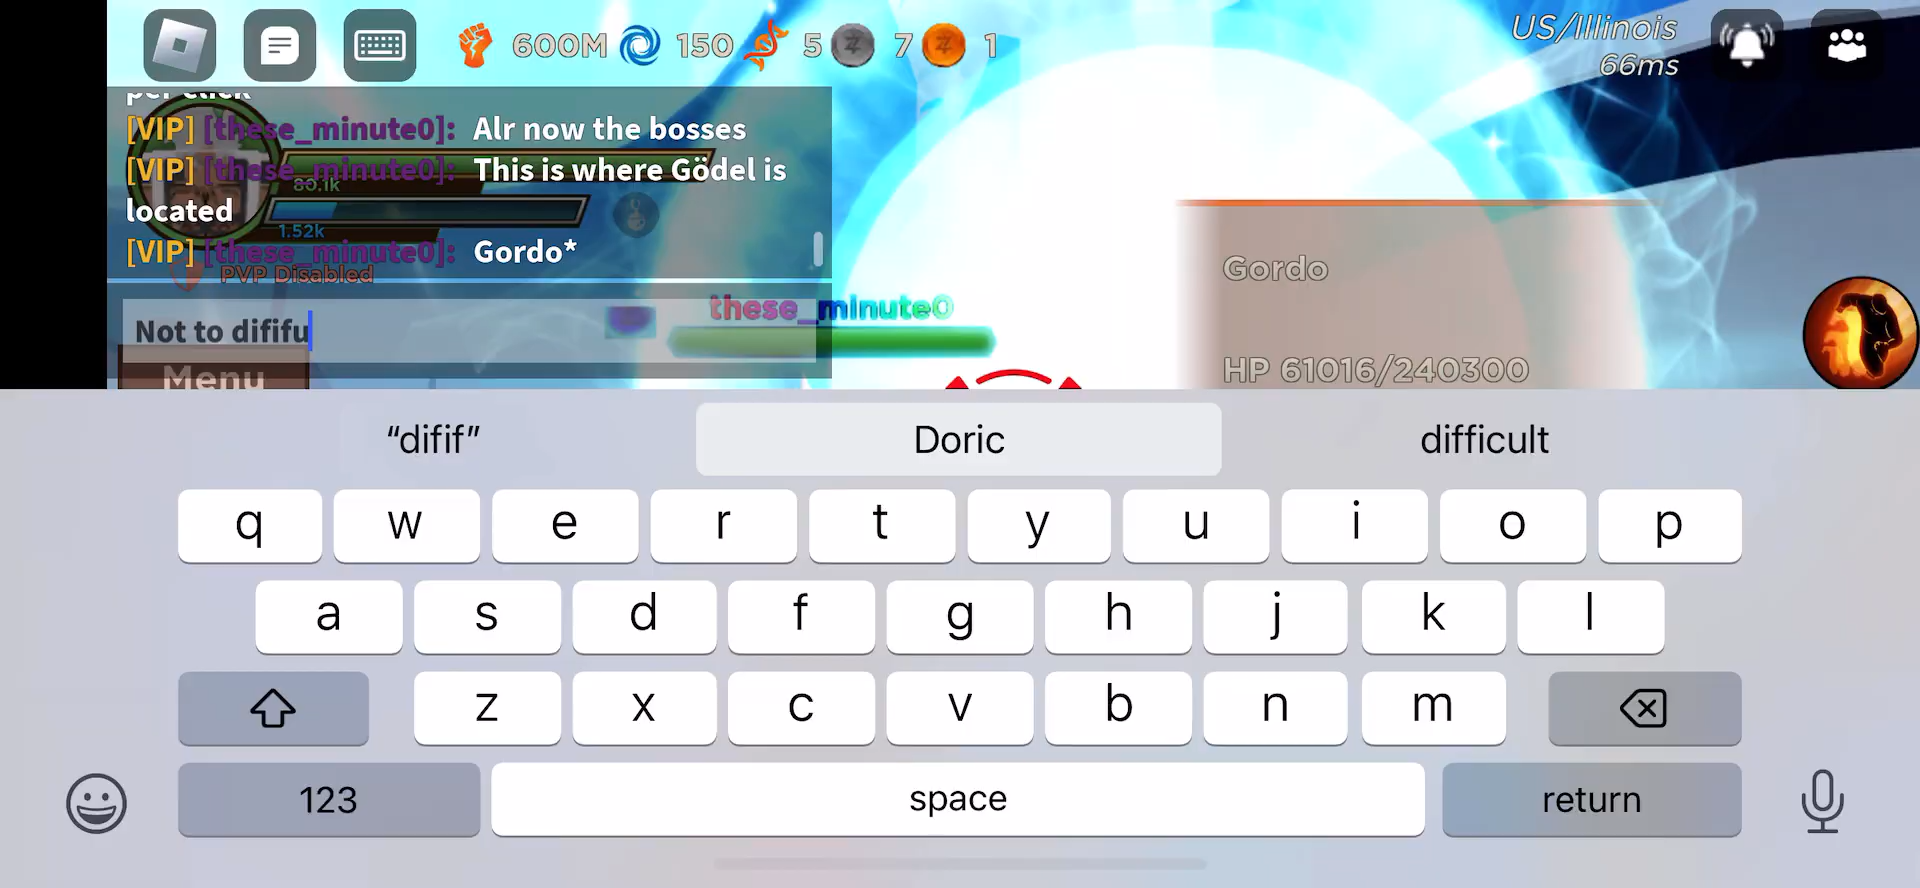 600M 150 5 7 1
US/Illinois
66ms
per click
[VIP] [these_minute0]: Alr now the bosses
[VIP] [these_minute0]: This is where Gödel is
located
[VIP] [these_minute0]: Gordo*
80.1k
1.52k
PVP Disabled
Not to dififu
Menu
these_minute0
Gordo
HP 61016/240300
“difif” Doric difficult
q w e r t y u i o p
a s d f g h j k l
z x c v b n m
123 space return